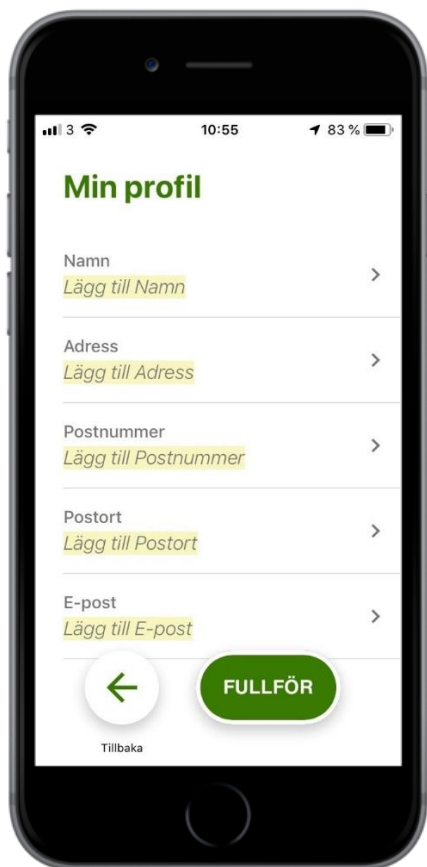 3 10:55 83 %
Min profil
Namn
Lägg till Namn
Adress
Lägg till Adress
Postnummer
Lägg till Postnummer
Postort
Lägg till Postort
E-post
Lägg till E-post
FULLFÖR
Tillbaka